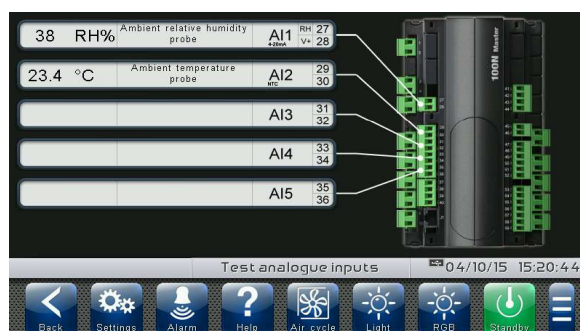 38 RH% Ambient relative humidity probe AI1 4-20mA RH 27 V+ 28
23.4 °C Ambient temperature probe AI2 NTC 29 30
AI3 31 32
AI4 33 34
AI5 35 36
100N Master
Test analogue inputs 04/10/15 15:20:44
Back Settings Alarm Help Air cycle Light RGB Standby